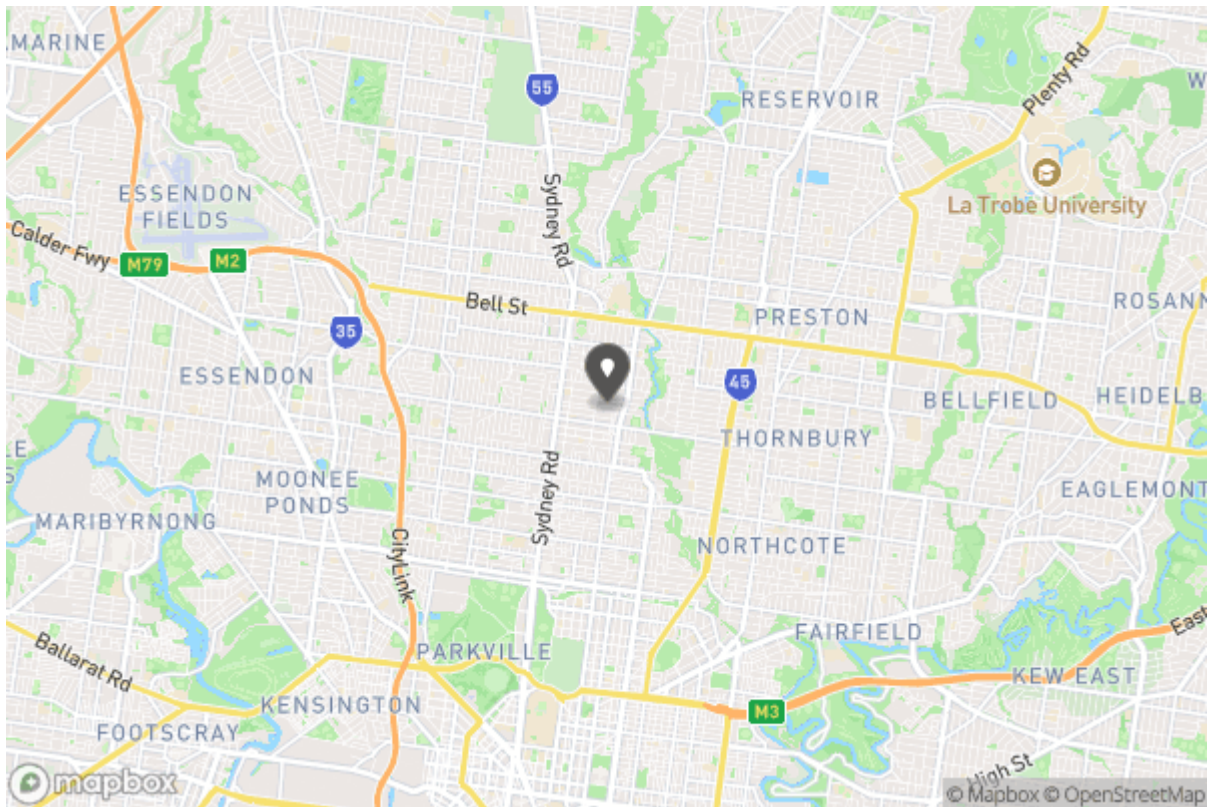 AMARINE
55
RESERVOIR
Plenty Rd
W
ESSENDON
FIELDS
Sydney Rd
La Trobe University
Calder Fwy
M79
M2
Bell St
35
PRESTON
ROSANN
ESSENDON
45
BELLFIELD
HEIDELB
THORNBURY
LE
S
MOONEE
PONDS
Sydney Rd
EAGLEMONT
MARIBYRNONG
CityLink
NORTHCOTE
Ballarat Rd
PARKVILLE
FAIRFIELD
East
KEW EAST
KENSINGTON
M3
FOOTSCRAY
High St
mapbox
© Mapbox © OpenStreetMap